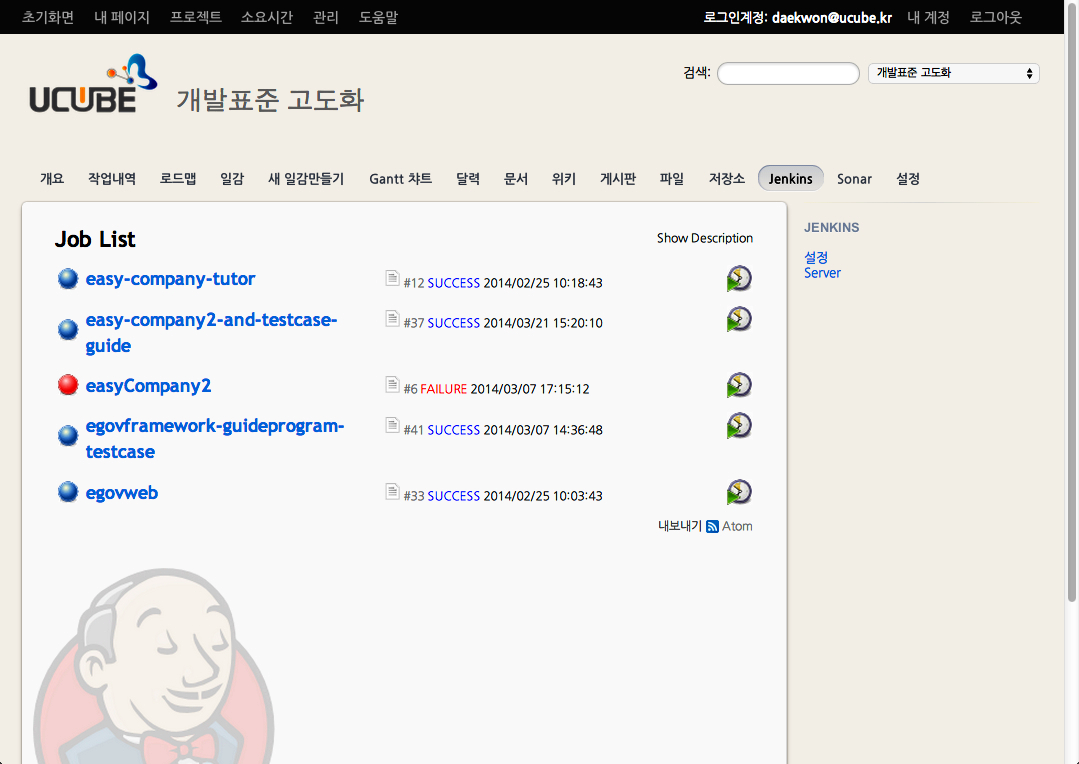 초기화면 내 페이지 프로젝트 소요시간 관리 도움말 로그인계정: daekwon@ucube.kr 내 계정 로그아웃
검색: 개발표준 고도화
UCUBE 개발표준 고도화
개요 작업내역 로드맵 일감 새 일감만들기 Gantt 챠트 달력 문서 위키 게시판 파일 저장소 Jenkins Sonar 설정
Job List
Show Description
easy-company-tutor
#12 SUCCESS 2014/02/25 10:18:43
easy-company2-and-testcase-
guide
#37 SUCCESS 2014/03/21 15:20:10
easyCompany2
#6 FAILURE 2014/03/07 17:15:12
egovframework-guideprogram-
testcase
#41 SUCCESS 2014/03/07 14:36:48
egovweb
#33 SUCCESS 2014/02/25 10:03:43
내보내기 Atom
JENKINS
설정
Server